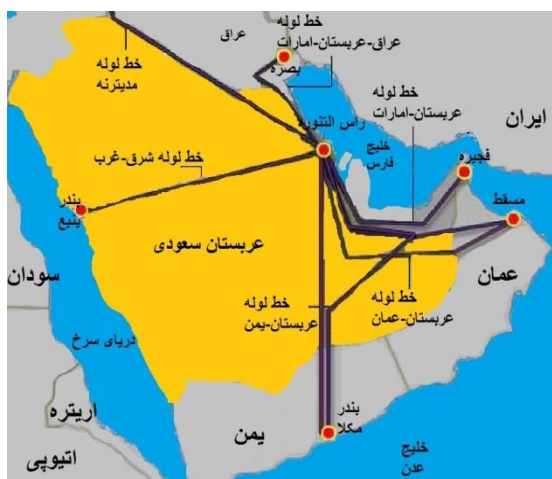 عراق
خط لوله
عراق-عربستان-امارات
بصره
خط لوله
مدیترنه
خط لوله
عربستان-امارات
ایران
راس التنوره
خلیج
فارس
فجیره
خط لوله شرق-غرب
مسقط
بندر
ینبع
عربستان سعودی
سودان
عمان
خط لوله
عربستان-عمان
خط لوله
عربستان-یمن
دریای سرخ
اریتره
بندر
مکلا
یمن
اتیوپی
خلیج
عدن